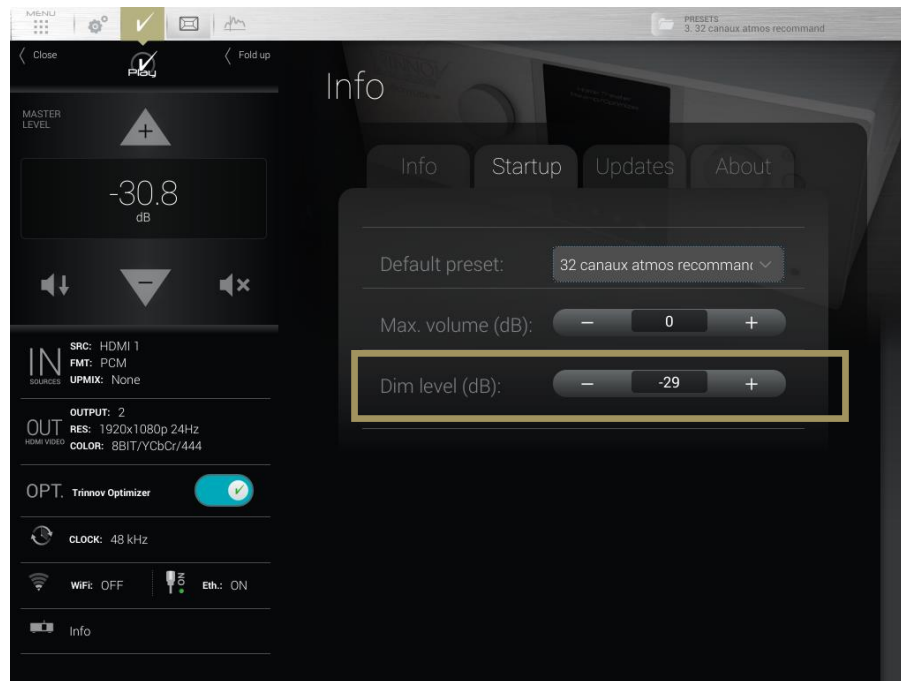 MENU
PRESETS
3. 32 canaux atmos recommand
Close
Play
Fold up
Info
MASTER
LEVEL
+
-30.8
dB
−
Info
Startup
Updates
About
Default preset:
32 canaux atmos recomman
Max. volume (dB):
− 0 +
Dim level (dB):
− -29 +
IN
SOURCES
SRC: HDMI 1
FMT: PCM
UPMIX: None
OUT
HDMI VIDEO
OUTPUT: 2
RES: 1920x1080p 24Hz
COLOR: 8BIT/YCbCr/444
OPT. Trinnov Optimizer
CLOCK: 48 kHz
WiFi: OFF
NO
Eth.: ON
Info